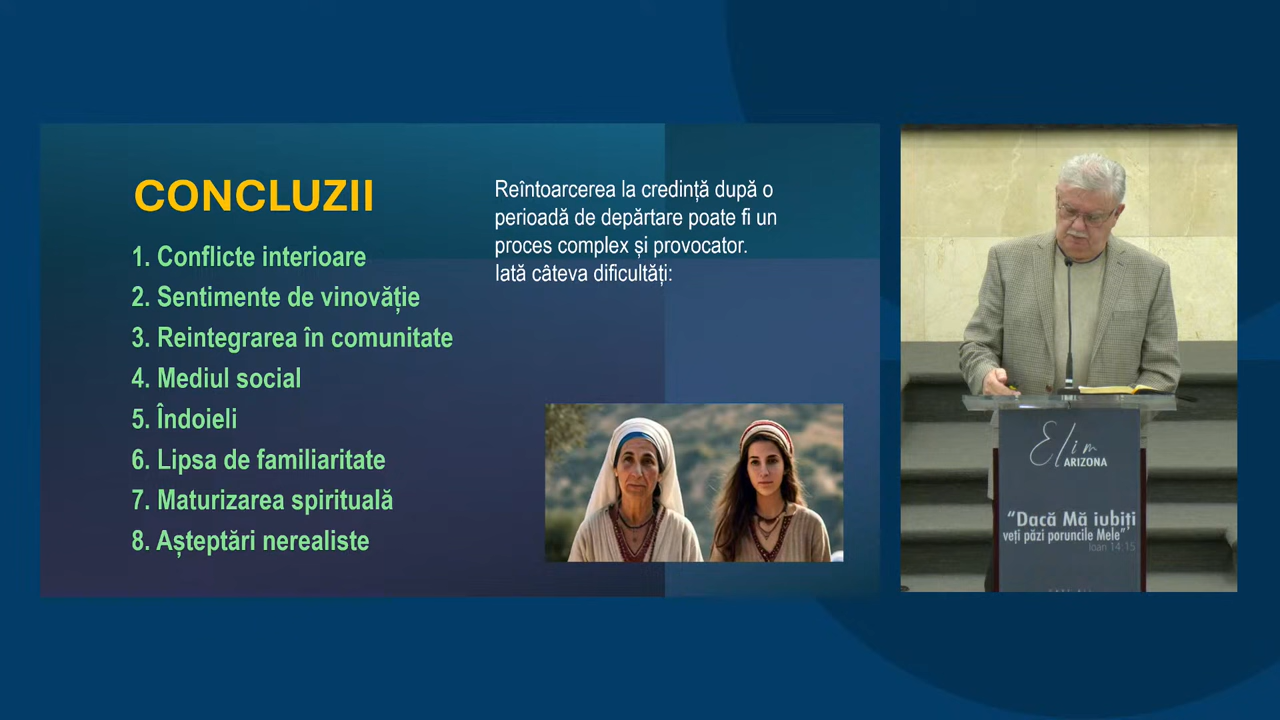 CONCLUZII
1. Conflicte interioare
2. Sentimente de vinovăție
3. Reintegrarea în comunitate
4. Mediul social
5. Îndoieli
6. Lipsa de familiaritate
7. Maturizarea spirituală
8. Așteptări nerealiste
Reîntoarcerea la credință după o
perioadă de depărtare poate fi un
proces complex și provocator.
Iată câteva dificultăți:
Elim
ARIZONA
“Dacă Mă iubiți
veți păzi poruncile Mele”
Ioan 14:15